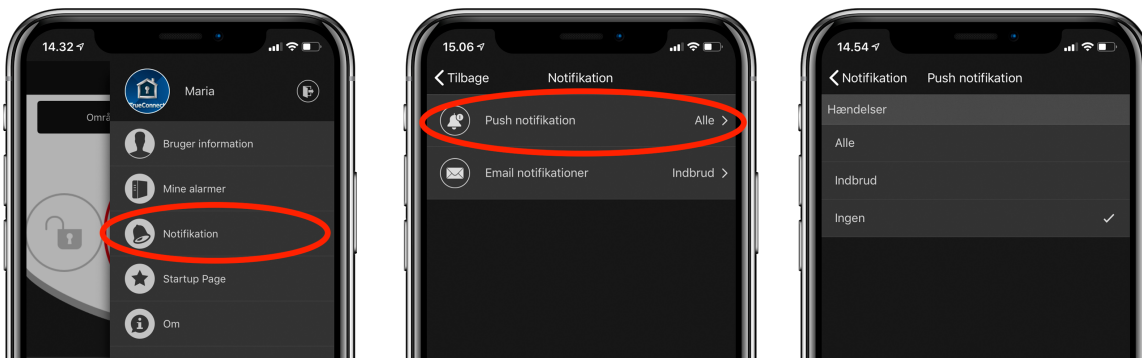 14.32
Maria
TrueConnect
Områ
Bruger information
Mine alarmer
Notifikation
Startup Page
Om
15.06
Tilbage Notifikation
Push notifikation Alle
Email notifikationer Indbrud
14.54
Notifikation Push notifikation
Hændelser
Alle
Indbrud
Ingen